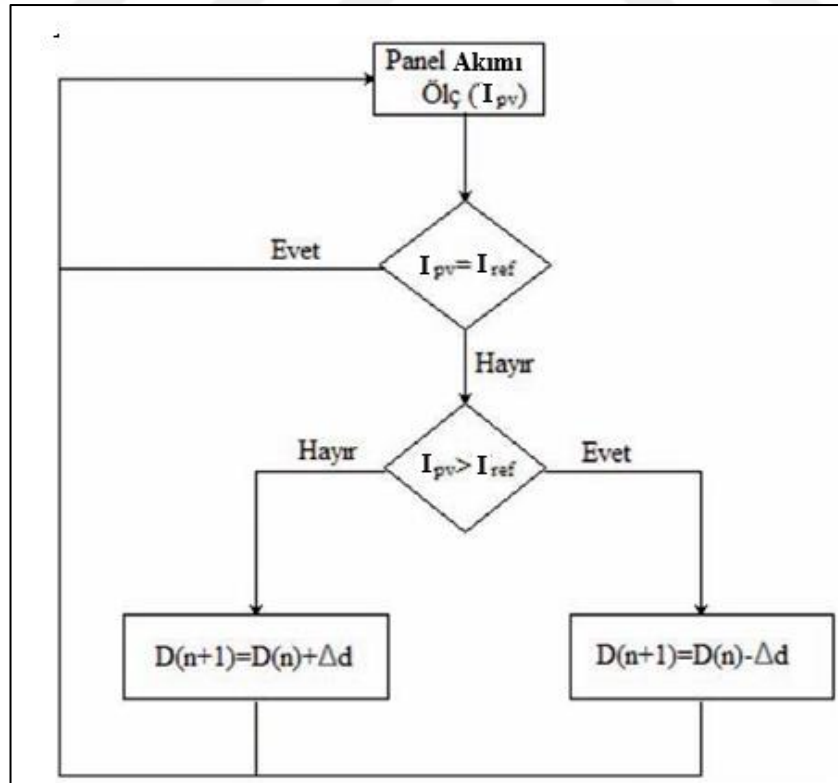 Panel Akımı
Ölç (I pv)
Evet
I pv= I ref
Hayır
Hayır
I pv> I ref
Evet
D(n+1)=D(n)+Δd
D(n+1)=D(n)-Δd